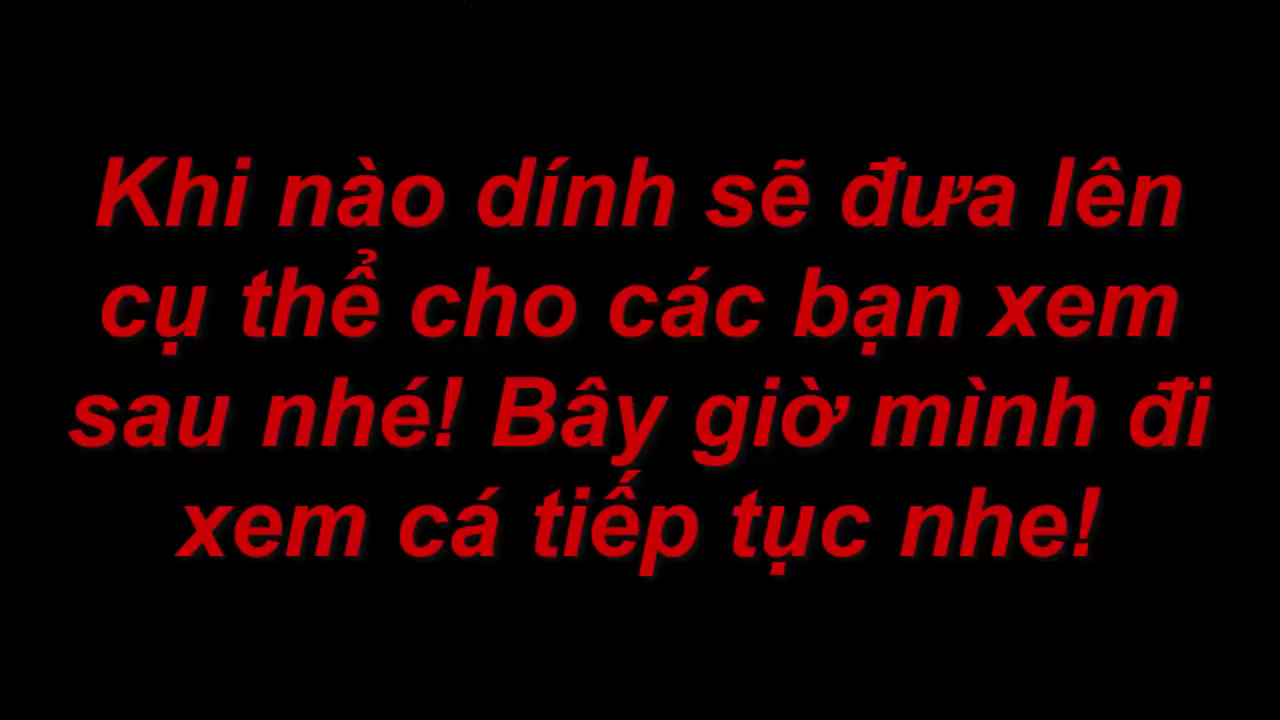 Khi nào dính sẽ đưa lên
cụ thể cho các bạn xem
sau nhé! Bây giờ mình đi
xem cá tiếp tục nhe!